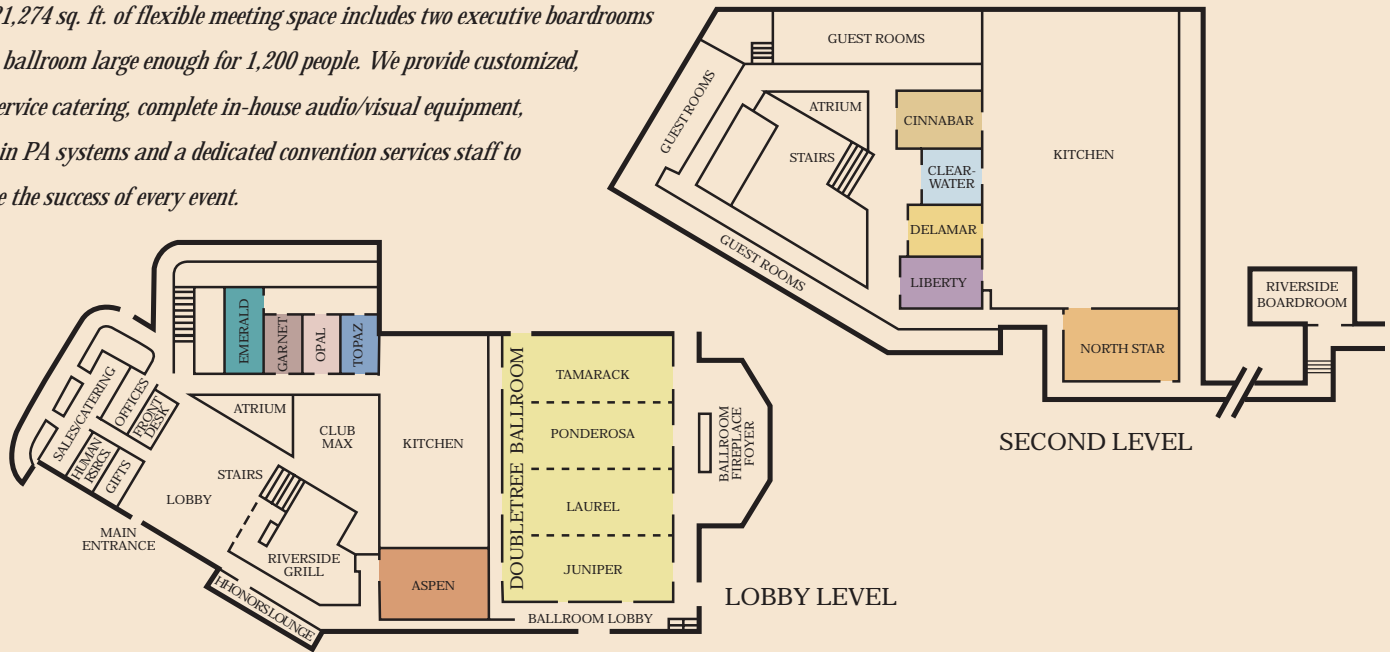 21,274 sq. ft. of flexible meeting space includes two executive boardrooms
ballroom large enough for 1,200 people. We provide customized,
ervice catering, complete in-house audio/visual equipment,
in PA systems and a dedicated convention services staff to
e the success of every event.
GUEST ROOMS
GUEST ROOMS
ATRIUM
STAIRS
CINNABAR
CLEAR-
WATER
DELAMAR
LIBERTY
GUEST ROOMS
KITCHEN
NORTH STAR
RIVERSIDE
BOARDROOM
SECOND LEVEL
EMERALD
GARNET
OPAL
TOPAZ
SALES/CATERING
OFFICES
FRONT
DESK
HUMAN
RSRCS
GIFTS
ATRIUM
CLUB
MAX
KITCHEN
STAIRS
LOBBY
MAIN
ENTRANCE
RIVERSIDE
GRILL
HHONORS LOUNGE
ASPEN
DOUBLETREE BALLROOM
TAMARACK
PONDEROSA
LAUREL
JUNIPER
BALLROOM
FIREPLACE
FOYER
BALLROOM LOBBY
LOBBY LEVEL